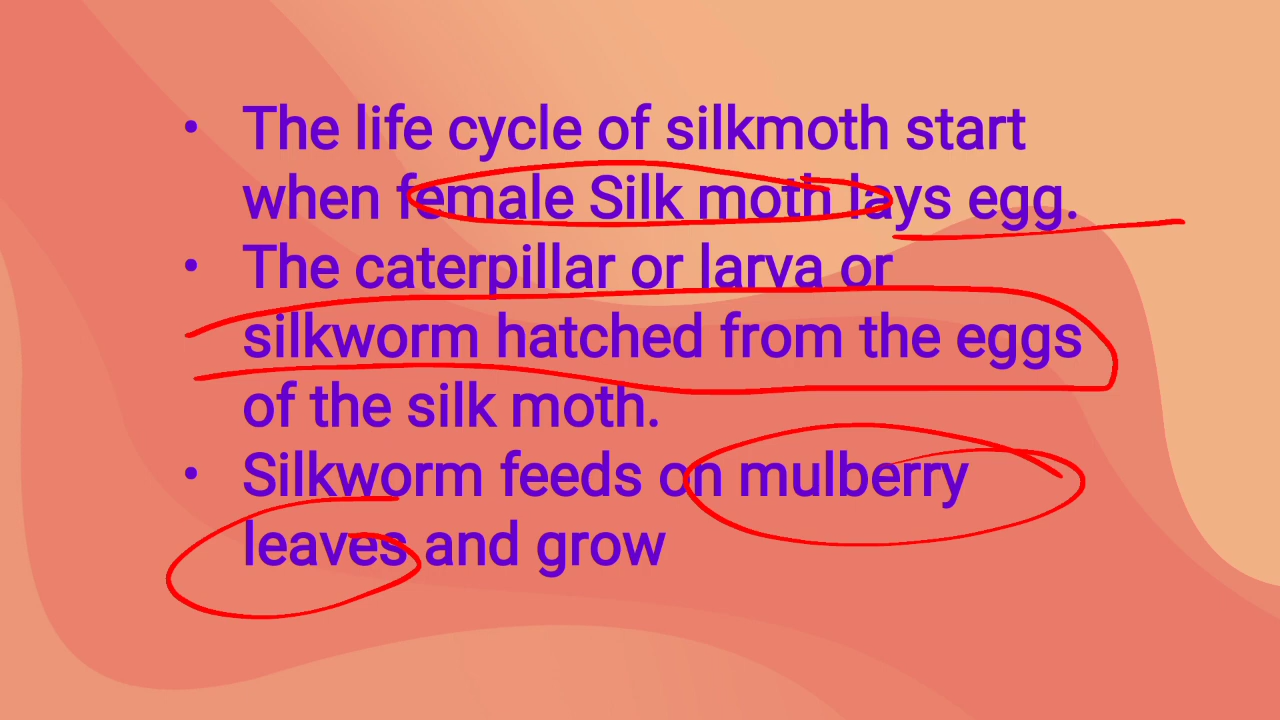 • The life cycle of silkmoth start
when female Silk moth lays egg.
• The caterpillar or larva or
silkworm hatched from the eggs
of the silk moth.
• Silkworm feeds on mulberry
leaves and grow